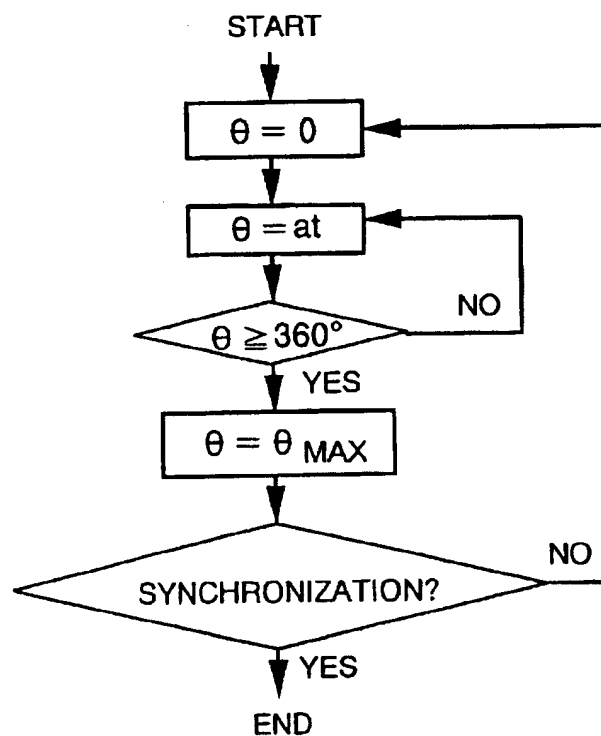 START
θ = 0
θ = at
NO
θ ≧ 360°
YES
θ = θ MAX
NO
SYNCHRONIZATION?
YES
END